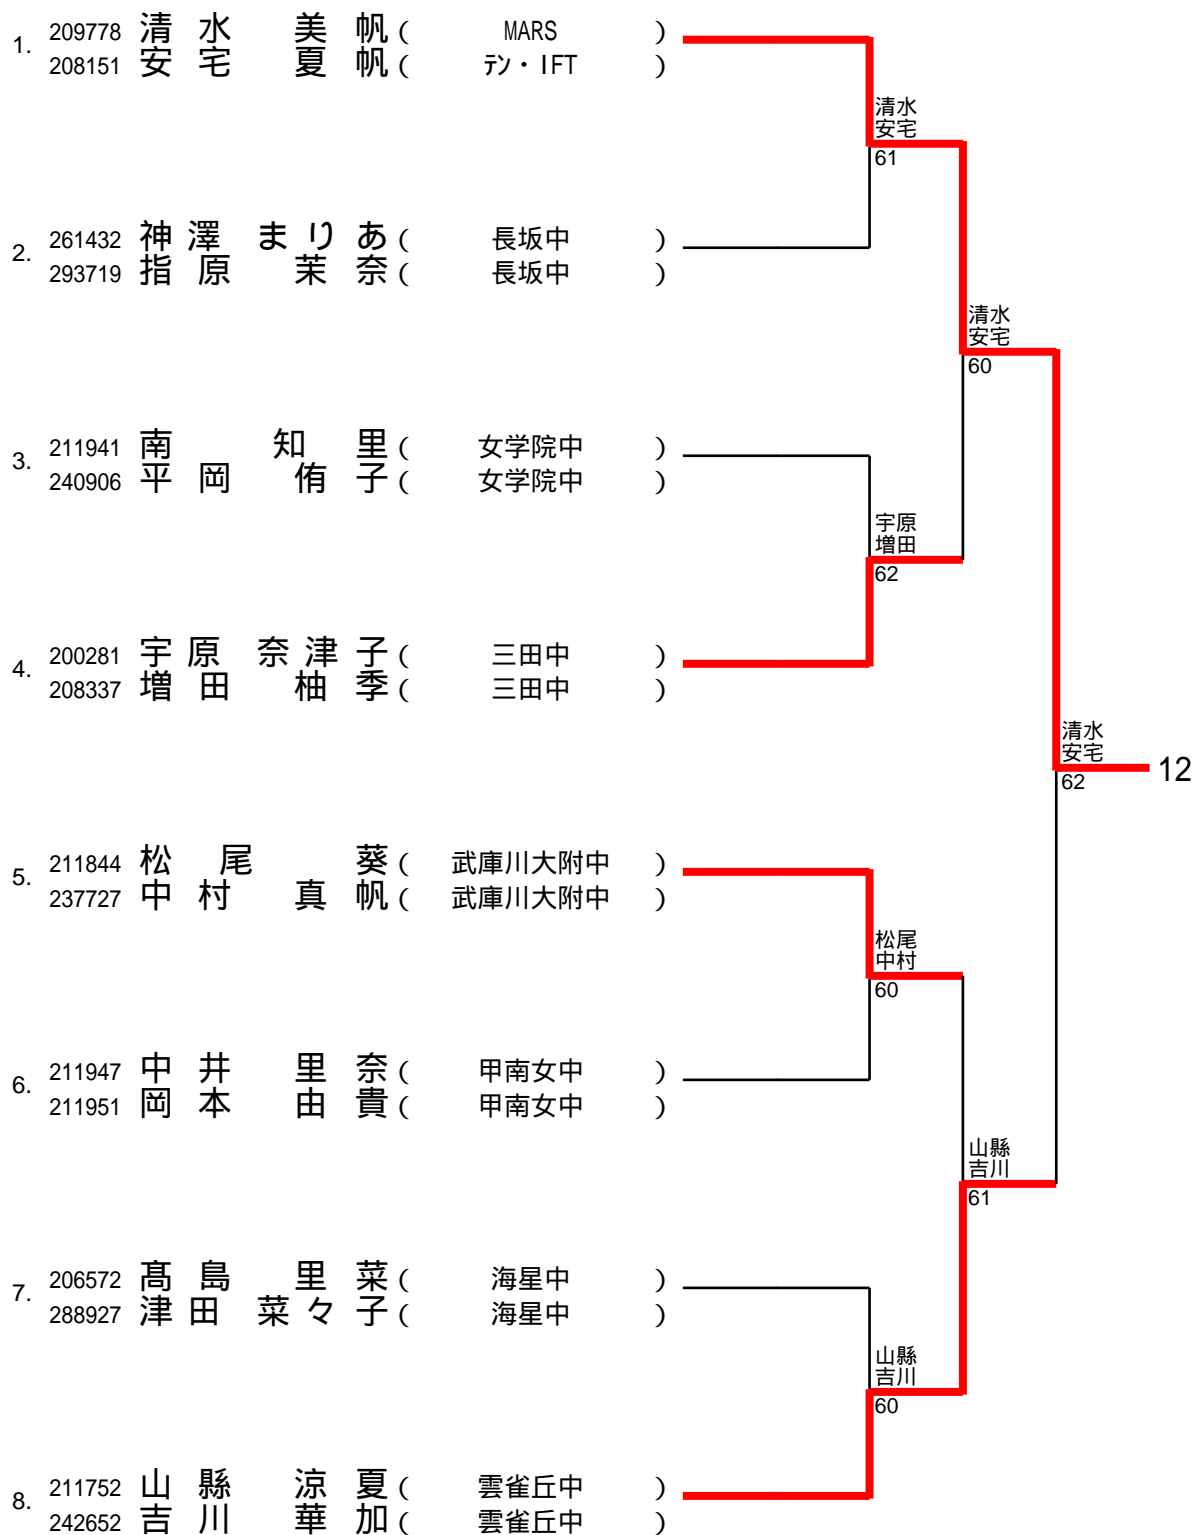 1. 209778 清水 美帆 ( MARS )
208151 安宅 夏帆 ( テン・IFT )
清水
安宅
61
2. 261432 神澤 まりあ ( 長坂中 )
293719 指原 茉奈 ( 長坂中 )
清水
安宅
60
3. 211941 南 知里 ( 女学院中 )
240906 平岡 侑子 ( 女学院中 )
宇原
増田
62
4. 200281 宇原 奈津子 ( 三田中 )
208337 増田 柚季 ( 三田中 )
清水
安宅
62
12
5. 211844 松尾 葵 ( 武庫川大附中 )
237727 中村 真帆 ( 武庫川大附中 )
松尾
中村
60
6. 211947 中井 里奈 ( 甲南女中 )
211951 岡本 由貴 ( 甲南女中 )
山縣
吉川
61
7. 206572 髙島 里菜 ( 海星中 )
288927 津田 菜々子 ( 海星中 )
山縣
吉川
60
8. 211752 山縣 涼夏 ( 雲雀丘中 )
242652 吉川 華加 ( 雲雀丘中 )